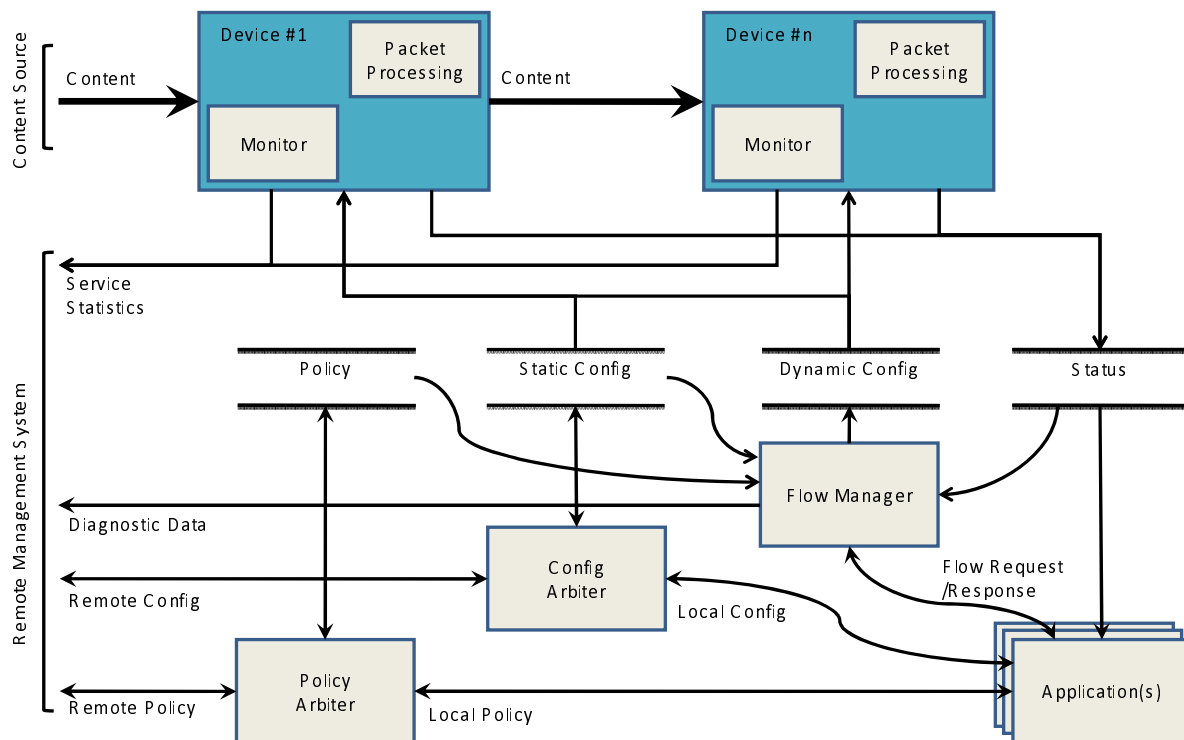 Content Source
Content
Device #1
Packet
Processing
Monitor
Content
Device #n
Packet
Processing
Monitor
Remote Management System
Service
Statistics
Policy
Static Config
Dynamic Config
Status
Flow Manager
Diagnostic Data
Config
Arbiter
Flow Request
/Response
Remote Config
Local Config
Policy
Arbiter
Application(s)
Remote Policy
Local Policy